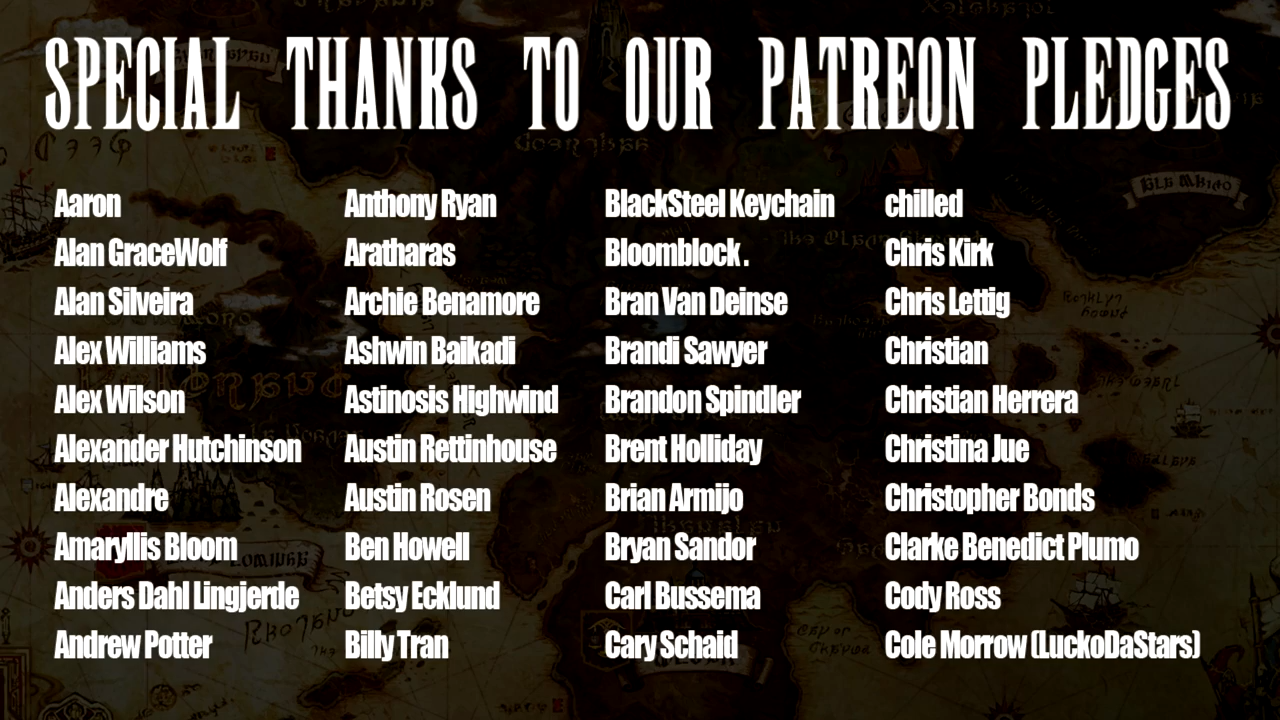 SPECIAL THANKS TO OUR PATREON PLEDGES
Aaron
Alan GraceWolf
Alan Silveira
Alex Williams
Alex Wilson
Alexander Hutchinson
Alexandre
Amaryllis Bloom
Anders Dahl Lingjerde
Andrew Potter
Anthony Ryan
Aratharas
Archie Benamore
Ashwin Baikadi
Astinosis Highwind
Austin Rettinhouse
Austin Rosen
Ben Howell
Betsy Ecklund
Billy Tran
BlackSteel Keychain
Bloomblock .
Bran Van Deinse
Brandi Sawyer
Brandon Spindler
Brent Holliday
Brian Armijo
Bryan Sandor
Carl Bussema
Cary Schaid
chilled
Chris Kirk
Chris Lettig
Christian
Christian Herrera
Christina Jue
Christopher Bonds
Clarke Benedict Plumo
Cody Ross
Cole Morrow (LuckoDaStars)